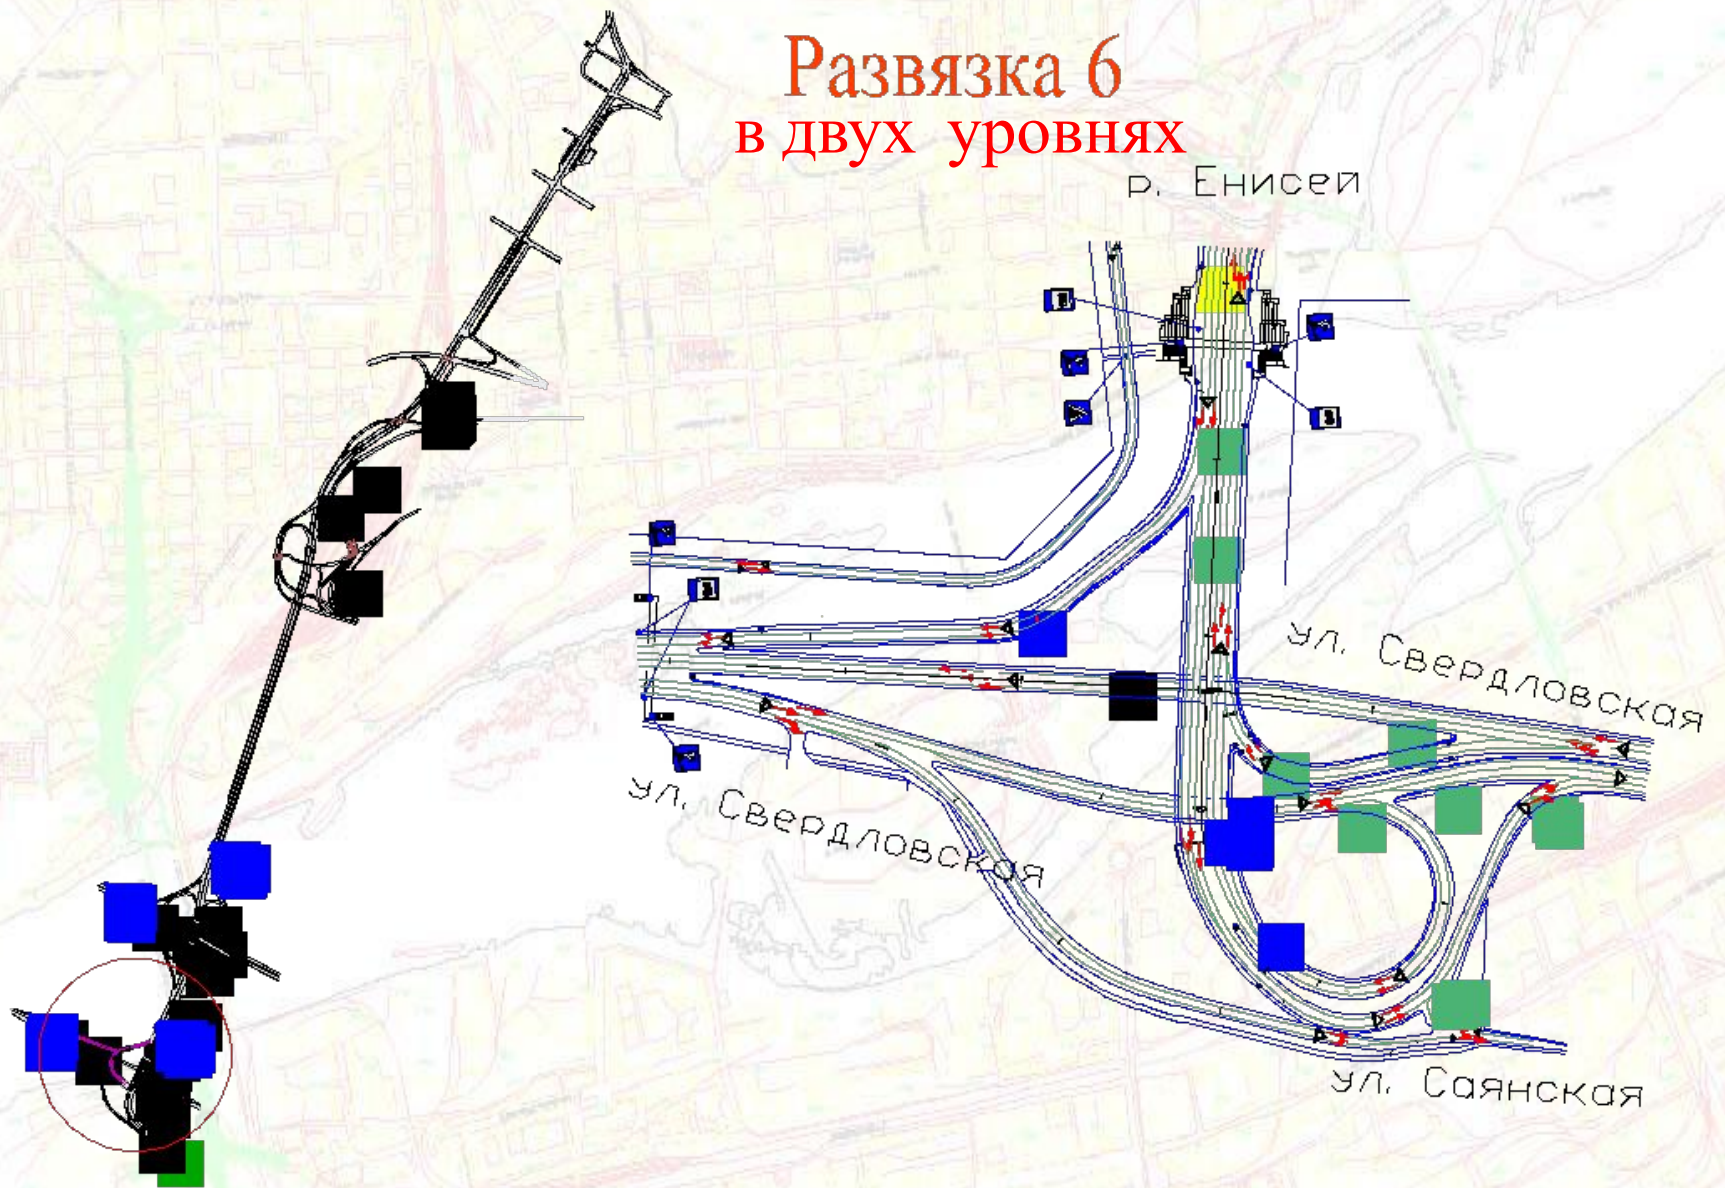 Развязка 6
в двух уровнях
р. Енисей
ул. Свердловская
ул. Свердловская
ул. Саянская